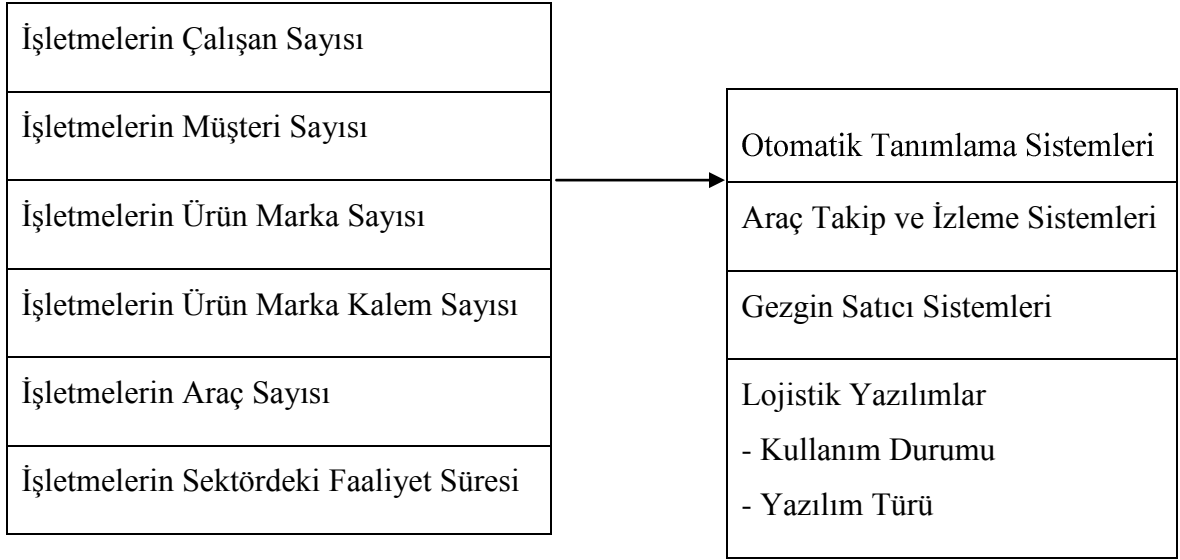 İşletmelerin Çalışan Sayısı
İşletmelerin Müşteri Sayısı
İşletmelerin Ürün Marka Sayısı
İşletmelerin Ürün Marka Kalem Sayısı
İşletmelerin Araç Sayısı
İşletmelerin Sektördeki Faaliyet Süresi
Otomatik Tanımlama Sistemleri
Araç Takip ve İzleme Sistemleri
Gezgin Satıcı Sistemleri
Lojistik Yazılımlar
- Kullanım Durumu
- Yazılım Türü